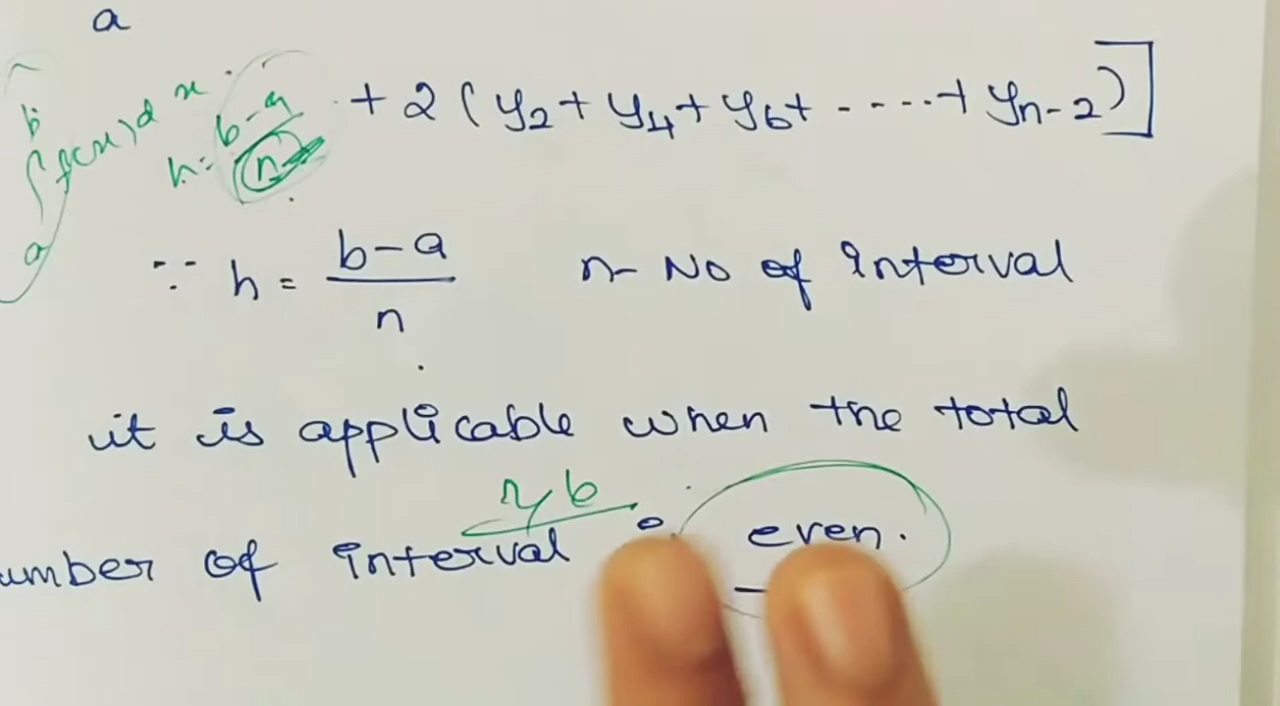 a
+ 2 (y₂ + y₄ + y₆ + - - - - - + yₙ₋₂)]
b
∫ f(x) dx
a
h = b-a/n
∵ h = b-a/n n- No of interval
it is applicable when the total
umber of interval even.